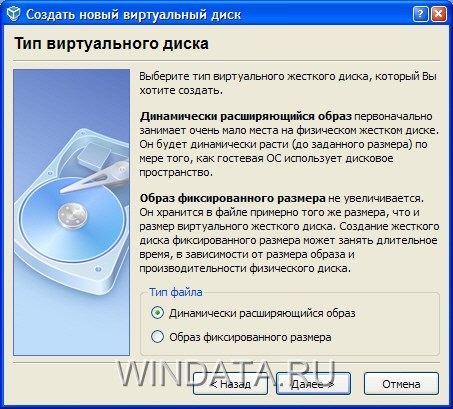 Создать новый виртуальный диск
Тип виртуального диска
Выберите тип виртуального жесткого диска, который Вы
хотите создать.
Динамически расширяющийся образ первоначально
занимает очень мало места на физическом жестком диске.
Он будет динамически расти (до заданного размера) по
мере того, как гостевая ОС использует дисковое
пространство.
Образ фиксированного размера не увеличивается.
Он хранится в файле примерно того же размера, что и
размер виртуального жесткого диска. Создание жесткого
диска фиксированного размера может занять длительное
время, в зависимости от размера образа и
производительности физического диска.
Тип файла
Динамически расширяющийся образ
Образ фиксированного размера
WINDATA.RU
< Назад
Далее >
Отмена